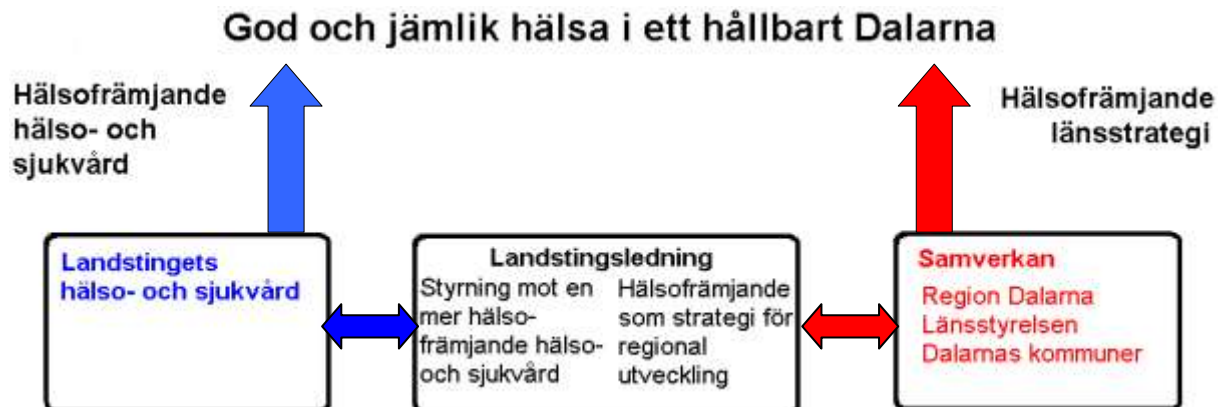 God och jämlik hälsa i ett hållbart Dalarna
Hälsofrämjande
hälso- och
sjukvård
Hälsofrämjande
länsstrategi
Landstingets
hälso- och sjukvård
Landstingsledning
Styrning mot en
mer hälso-
främjande hälso-
och sjukvård
Hälsofrämjande
som strategi för
regional
utveckling
Samverkan
Region Dalarna
Länsstyrelsen
Dalarnas kommuner